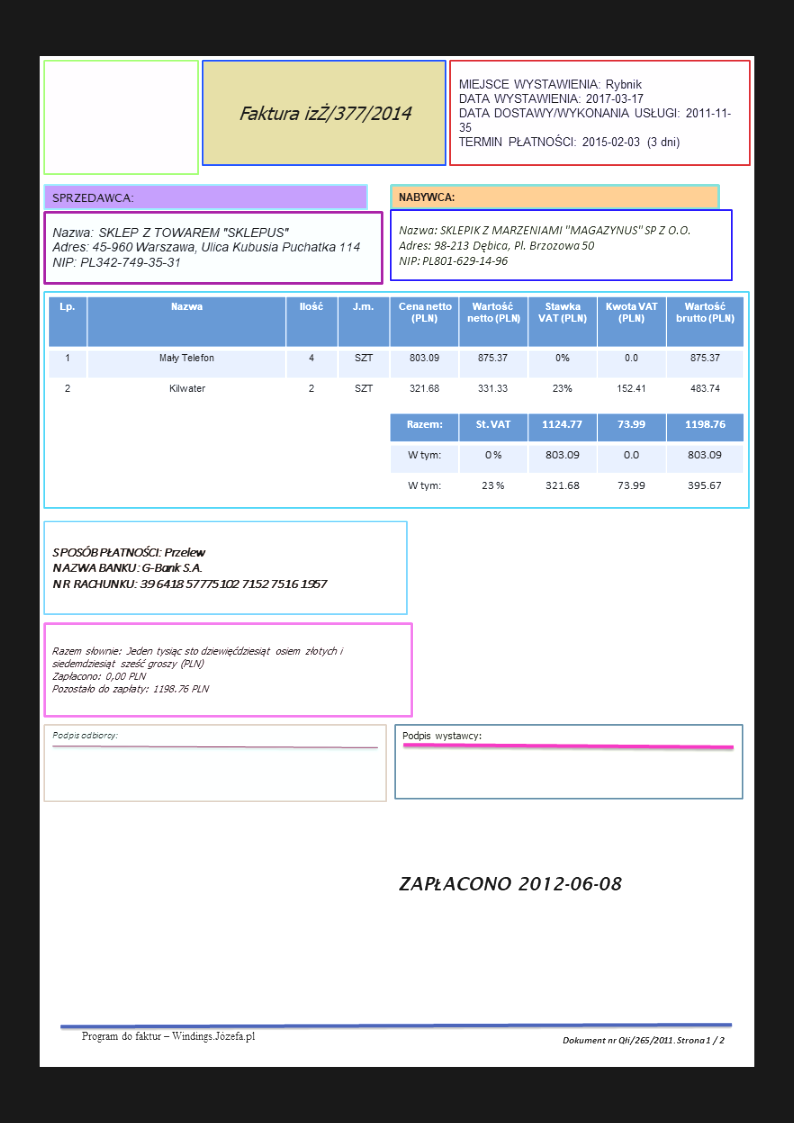 Faktura izŻ/377/2014
MIEJSCE WYSTAWIENIA: Rybnik
DATA WYSTAWIENIA: 2017-03-17
DATA DOSTAWY/WYKONANIA USŁUGI: 2011-11-
35
TERMIN PŁATNOŚCI: 2015-02-03 (3 dni)
SPRZEDAWCA:
Nazwa: SKLEP Z TOWAREM "SKLEPUS"
Adres: 45-960 Warszawa, Ulica Kubusia Puchatka 114
NIP: PL342-749-35-31
NABYWCA:
Nazwa: SKLEPIK Z MARZENIAMI "MAGAZYNUS" SP Z O.O.
Adres: 98-213 Dębica, Pl. Brzozowa 50
NIP: PL801-629-14-96
Lp. Nazwa Ilość J.m. Cena netto (PLN) Wartość netto (PLN) Stawka VAT (PLN) Kwota VAT (PLN) Wartość brutto (PLN)
1 Mały Telefon 4 SZT 803.09 875.37 0% 0.0 875.37
2 Kilwater 2 SZT 321.68 331.33 23% 152.41 483.74
Razem: St. VAT 1124.77 73.99 1198.76
W tym: 0% 803.09 0.0 803.09
W tym: 23% 321.68 73.99 395.67
SPOSÓB PŁATNOŚCI: Przelew
NAZWA BANKU: G-Bank S.A.
NR RACHUNKU: 39 6418 5777 5102 7152 7516 1957
Razem słownie: Jeden tysiąc sto dziewięćdziesiąt osiem złotych i
siedemdziesiąt sześć groszy (PLN)
Zapłacono: 0,00 PLN
Pozostało do zapłaty: 1198.76 PLN
Podpis odbiorcy:
Podpis wystawcy:
ZAPŁACONO 2012-06-08
Program do faktur – Windings.Józefa.pl
Dokument nr Qłi/265/2011. Strona 1 / 2